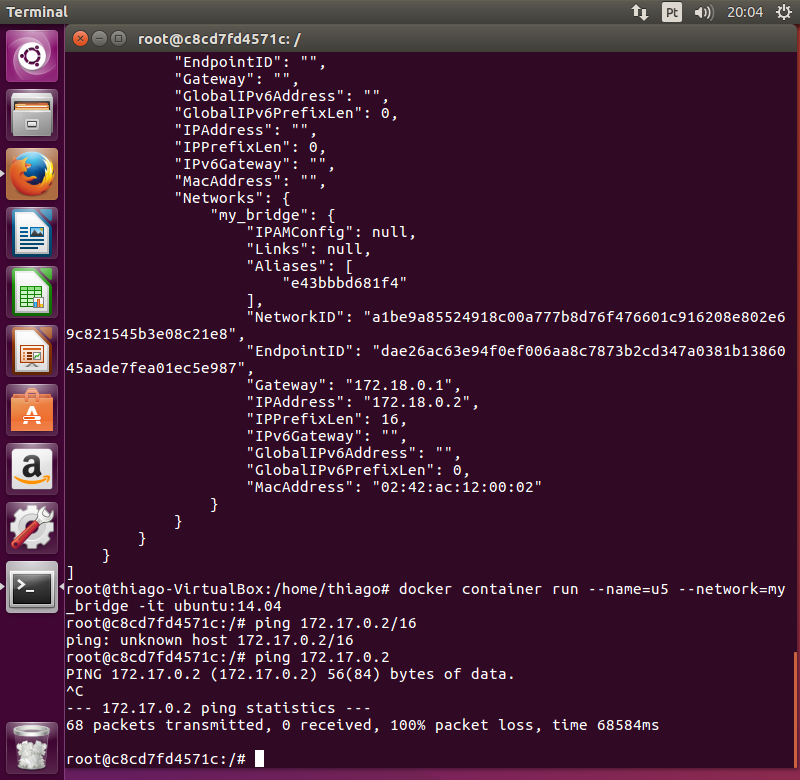 Terminal
Pt
20:04
root@c8cd7fd4571c: /
"EndpointID": "",
"Gateway": "",
"GlobalIPv6Address": "",
"GlobalIPv6PrefixLen": 0,
"IPAddress": "",
"IPPrefixLen": 0,
"IPv6Gateway": "",
"MacAddress": "",
"Networks": {
"my_bridge": {
"IPAMConfig": null,
"Links": null,
"Aliases": [
"e43bbbd681f4"
],
"NetworkID": "a1be9a85524918c00a777b8d76f476601c916208e802e6
9c821545b3e08c21e8",
"EndpointID": "dae26ac63e94f0ef006aa8c7873b2cd347a0381b13860
45aade7fea01ec5e987",
"Gateway": "172.18.0.1",
"IPAddress": "172.18.0.2",
"IPPrefixLen": 16,
"IPv6Gateway": "",
"GlobalIPv6Address": "",
"GlobalIPv6PrefixLen": 0,
"MacAddress": "02:42:ac:12:00:02"
}
}
}
}
]
root@thiago-VirtualBox:/home/thiago# docker container run --name=u5 --network=my
_bridge -it ubuntu:14.04
root@c8cd7fd4571c:/# ping 172.17.0.2/16
ping: unknown host 172.17.0.2/16
root@c8cd7fd4571c:/# ping 172.17.0.2
PING 172.17.0.2 (172.17.0.2) 56(84) bytes of data.
^C
--- 172.17.0.2 ping statistics ---
68 packets transmitted, 0 received, 100% packet loss, time 68584ms
root@c8cd7fd4571c:/#